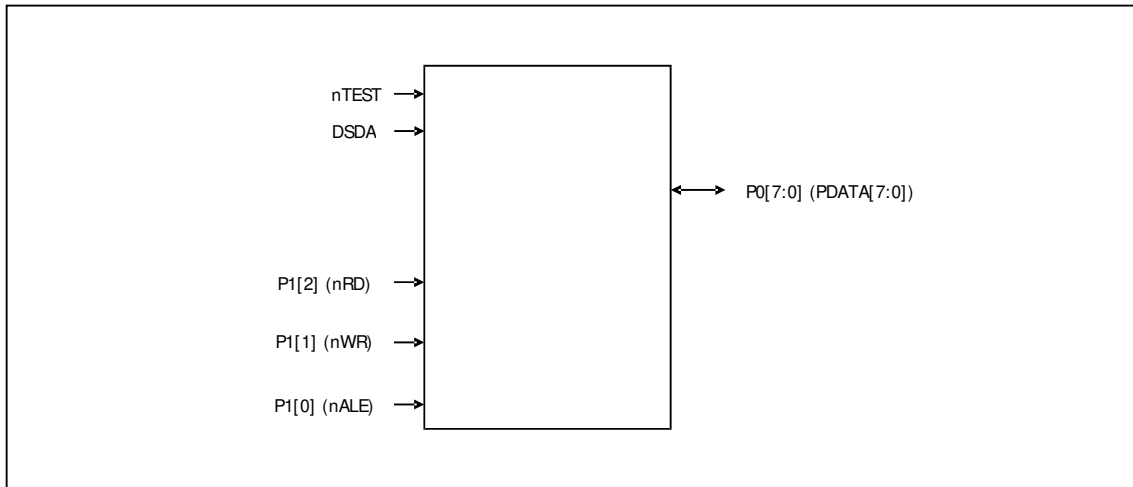 nTEST
DSDA
P0[7:0] (PDATA[7:0])
P1[2] (nRD)
P1[1] (nWR)
P1[0] (nALE)